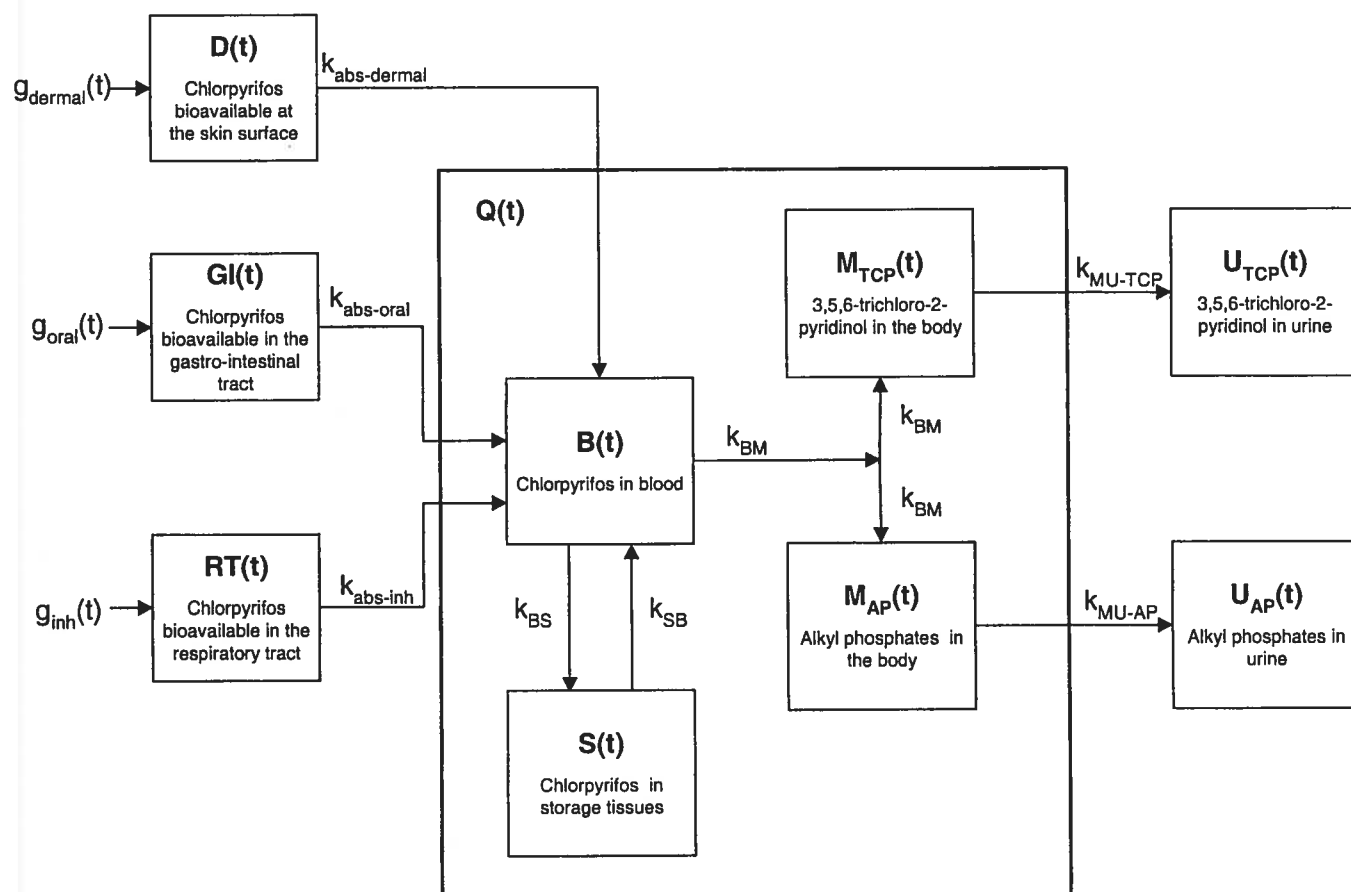 D(t)
Chlorpyrifos
bioavailable at
the skin surface
g_dermal(t)
k_abs-dermal
Q(t)
GI(t)
Chlorpyrifos
bioavailable in the
gastro-intestinal
tract
g_oral(t)
k_abs-oral
RT(t)
Chlorpyrifos
bioavailable in the
respiratory tract
g_inh(t)
k_abs-inh
B(t)
Chlorpyrifos in blood
k_BS
k_SB
S(t)
Chlorpyrifos in
storage tissues
k_BM
k_BM
k_BM
M_TCP(t)
3,5,6-trichloro-2-
pyridinol in the body
k_MU-TCP
U_TCP(t)
3,5,6-trichloro-2-
pyridinol in urine
M_AP(t)
Alkyl phosphates in
the body
k_MU-AP
U_AP(t)
Alkyl phosphates in
urine